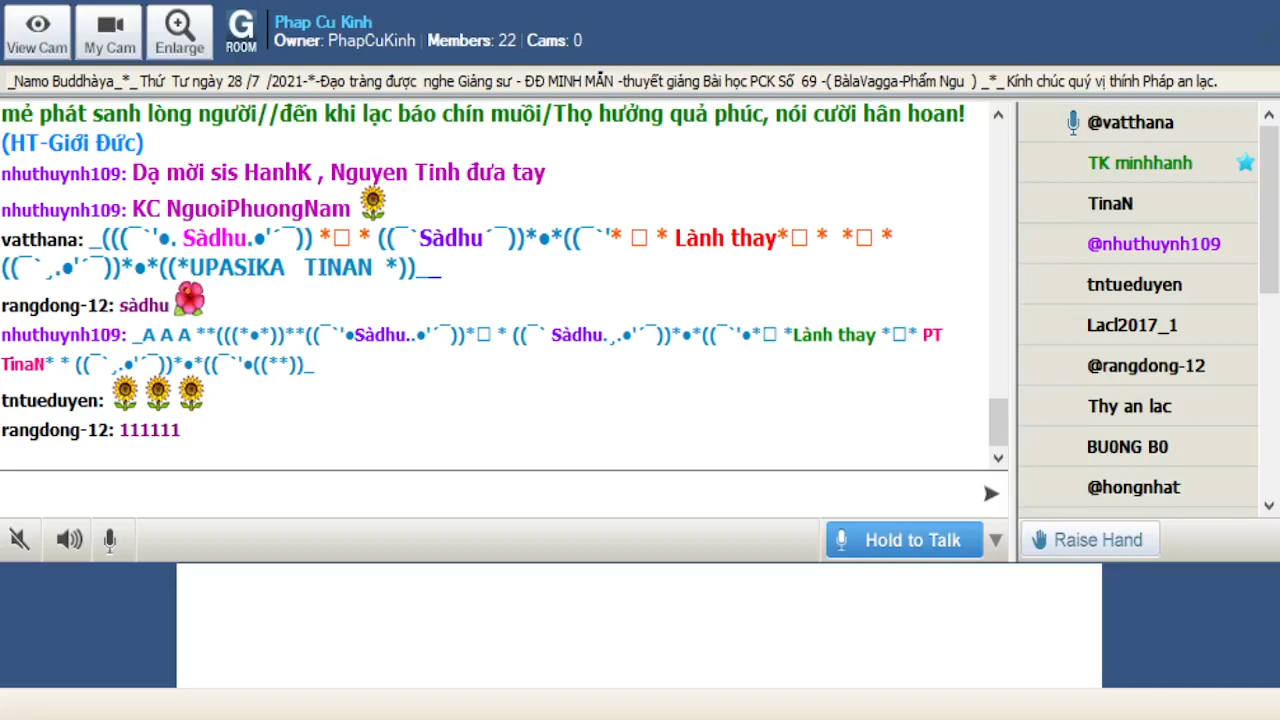 View Cam
My Cam
Enlarge
G
ROOM
Phap Cu Kinh
Owner: PhapCuKinh | Members: 22 | Cams: 0
_Namo Buddhàya_*_ Thứ Tư ngày 28 /7 /2021-*-Đạo tràng được nghe Giảng sư - ĐĐ MINH MẪN -thuyết giảng Bài học PCK Số 69 -( BàlaVagga-Phẩm Ngu ) _*_ Kính chúc quý vị thính Pháp an lạc.
mẻ phát sanh lòng người//đến khi lạc báo chín muồi/Thọ hưởng quả phúc, nói cười hân hoan!
(HT-Giới Đức)
nhuthuynh109: Dạ mời sis HanhK , Nguyen Tinh đưa tay
nhuthuynh109: KC NguoiPhuongNam
vatthana: _(((¯`'•. Sàdhu.•'´¯)) *□ * ((¯`Sàdhu´¯))*•*((¯`'* □ * Lành thay*□ * *□ *
((¯`¸.•'´¯))*•*((*UPASIKA TINAN *))__
rangdong-12: sàdhu
nhuthuynh109: _A A A **(((*•*))**((¯`'•Sàdhu..•'´¯))*□ * ((¯` Sàdhu.¸.•'´¯))*•*((¯`'•*□ *Lành thay *□* PT
TinaN* * ((¯`¸.•'´¯))*•*((¯`'•((**))_
tntueduyen:
rangdong-12: 111111
Hold to Talk
@vatthana
TK minhhanh
TinaN
@nhuthuynh109
tntueduyen
Lacl2017_1
@rangdong-12
Thy an lac
BU0NG B0
@hongnhat
Raise Hand